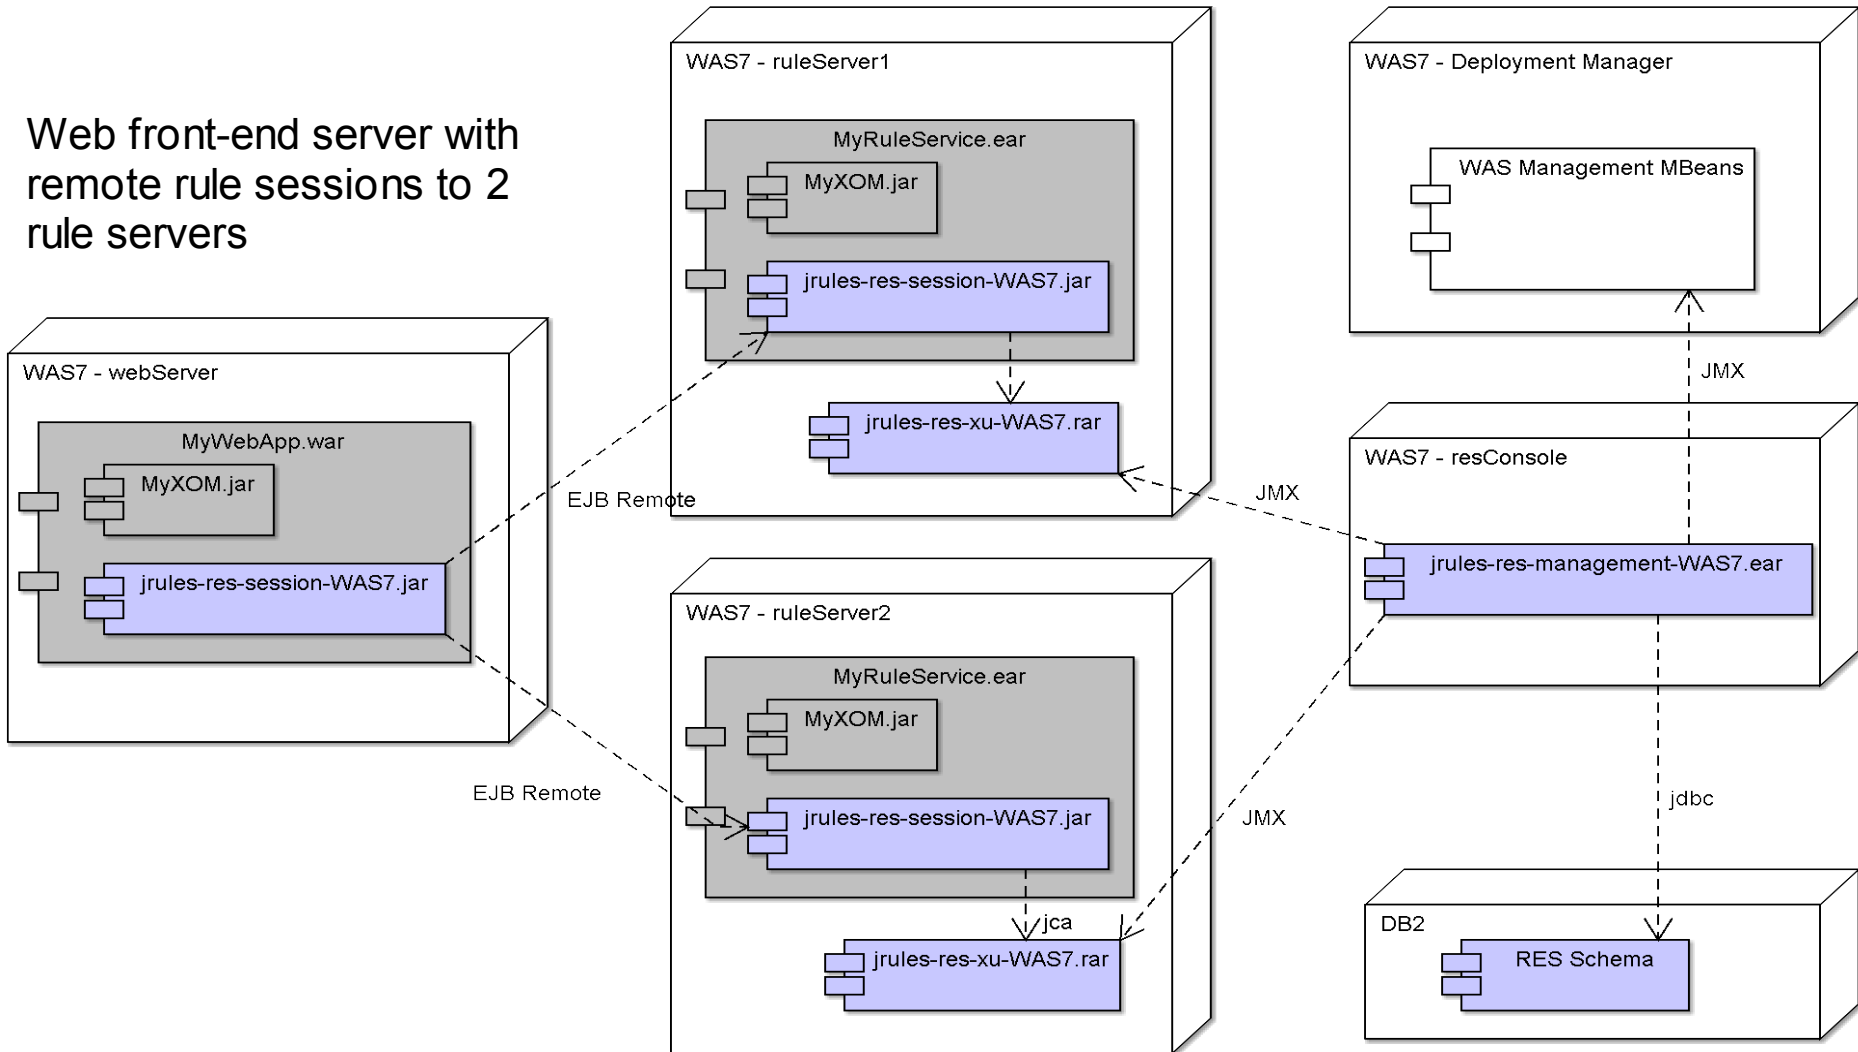 Web front-end server with
remote rule sessions to 2
rule servers
WAS7 - webServer
MyWebApp.war
MyXOM.jar
jrules-res-session-WAS7.jar
EJB Remote
EJB Remote
WAS7 - ruleServer1
MyRuleService.ear
MyXOM.jar
jrules-res-session-WAS7.jar
jrules-res-xu-WAS7.rar
WAS7 - ruleServer2
MyRuleService.ear
MyXOM.jar
jrules-res-session-WAS7.jar
jca
jrules-res-xu-WAS7.rar
WAS7 - Deployment Manager
WAS Management MBeans
JMX
WAS7 - resConsole
JMX
jrules-res-management-WAS7.ear
JMX
jdbc
DB2
RES Schema